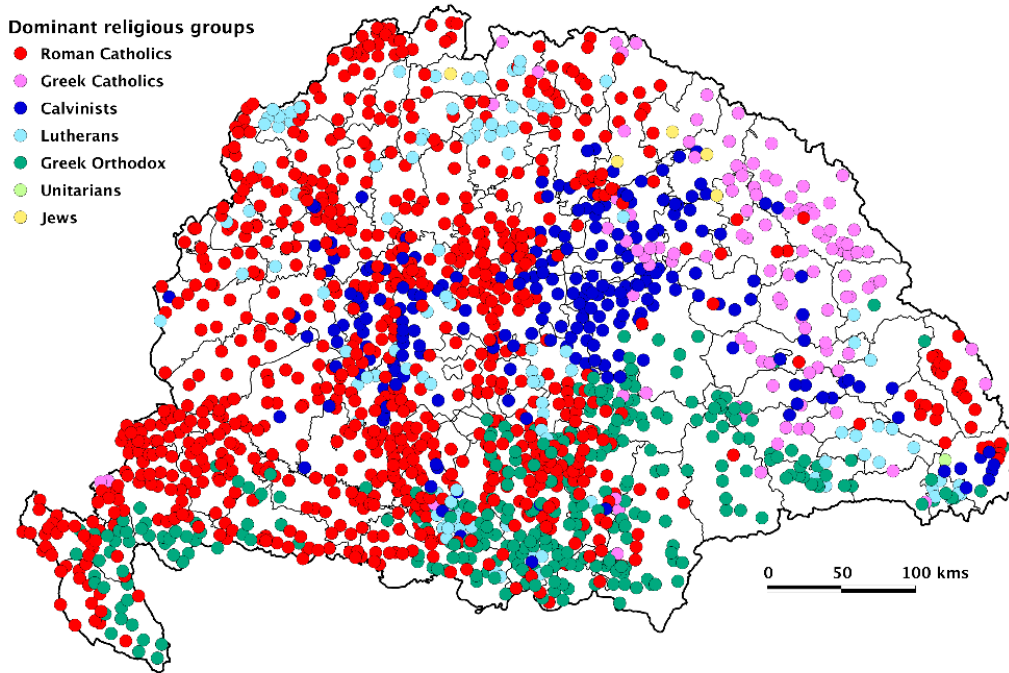 Dominant religious groups
Roman Catholics
Greek Catholics
Calvinists
Lutherans
Greek Orthodox
Unitarians
Jews
0 50 100 kms